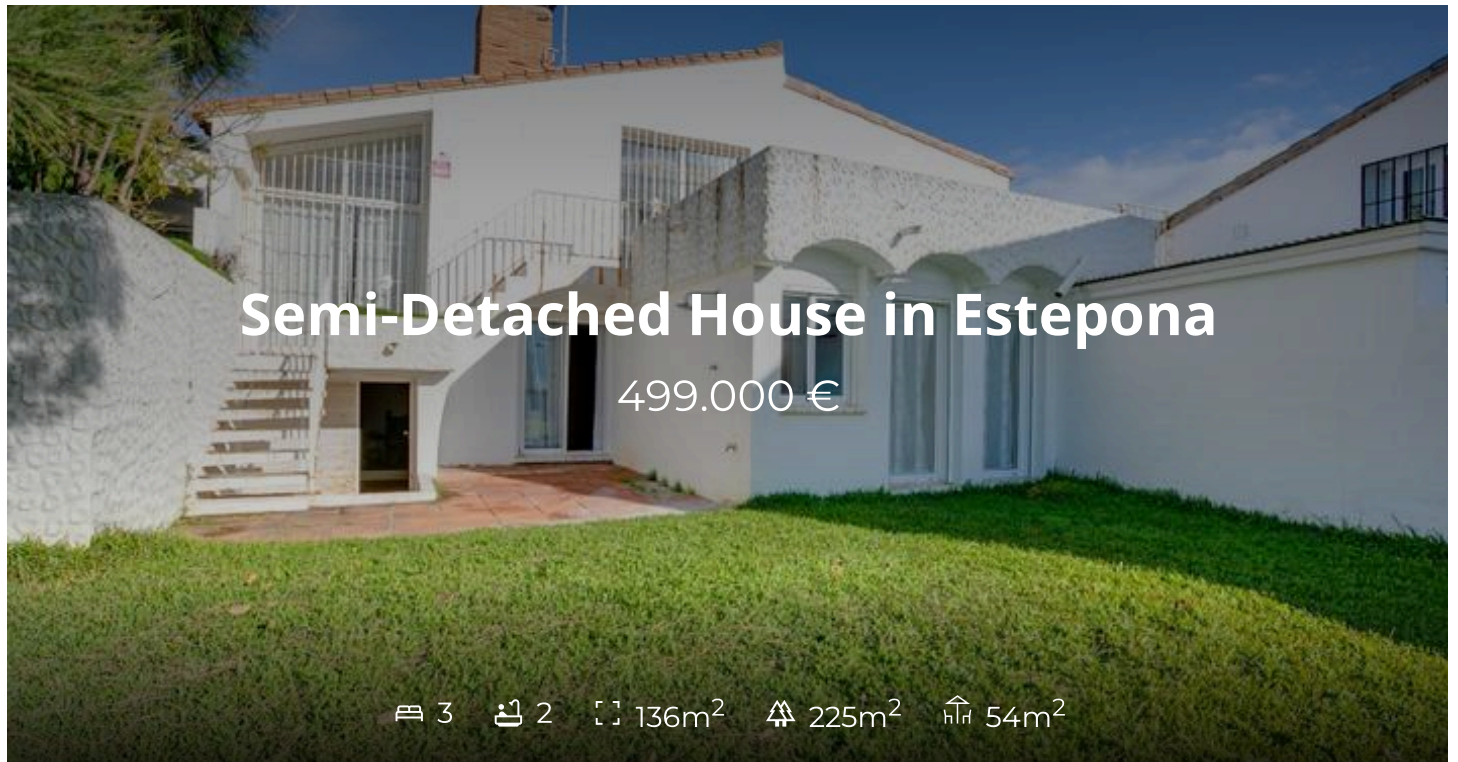 Semi-Detached House in Estepona
499.000 €
3 2 136m² 225m² 54m²